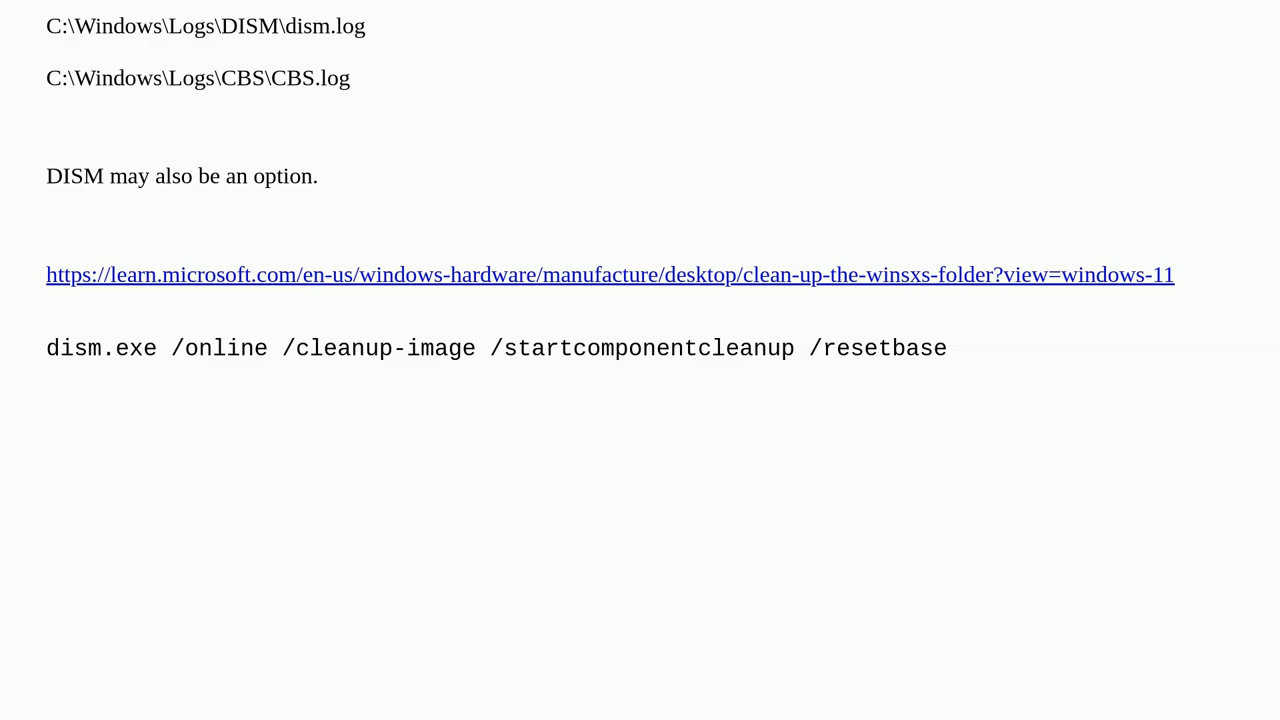 C:\Windows\Logs\DISM\dism.log
C:\Windows\Logs\CBS\CBS.log
DISM may also be an option.
https://learn.microsoft.com/en-us/windows-hardware/manufacture/desktop/clean-up-the-winsxs-folder?view=windows-11
dism.exe /online /cleanup-image /startcomponentcleanup /resetbase